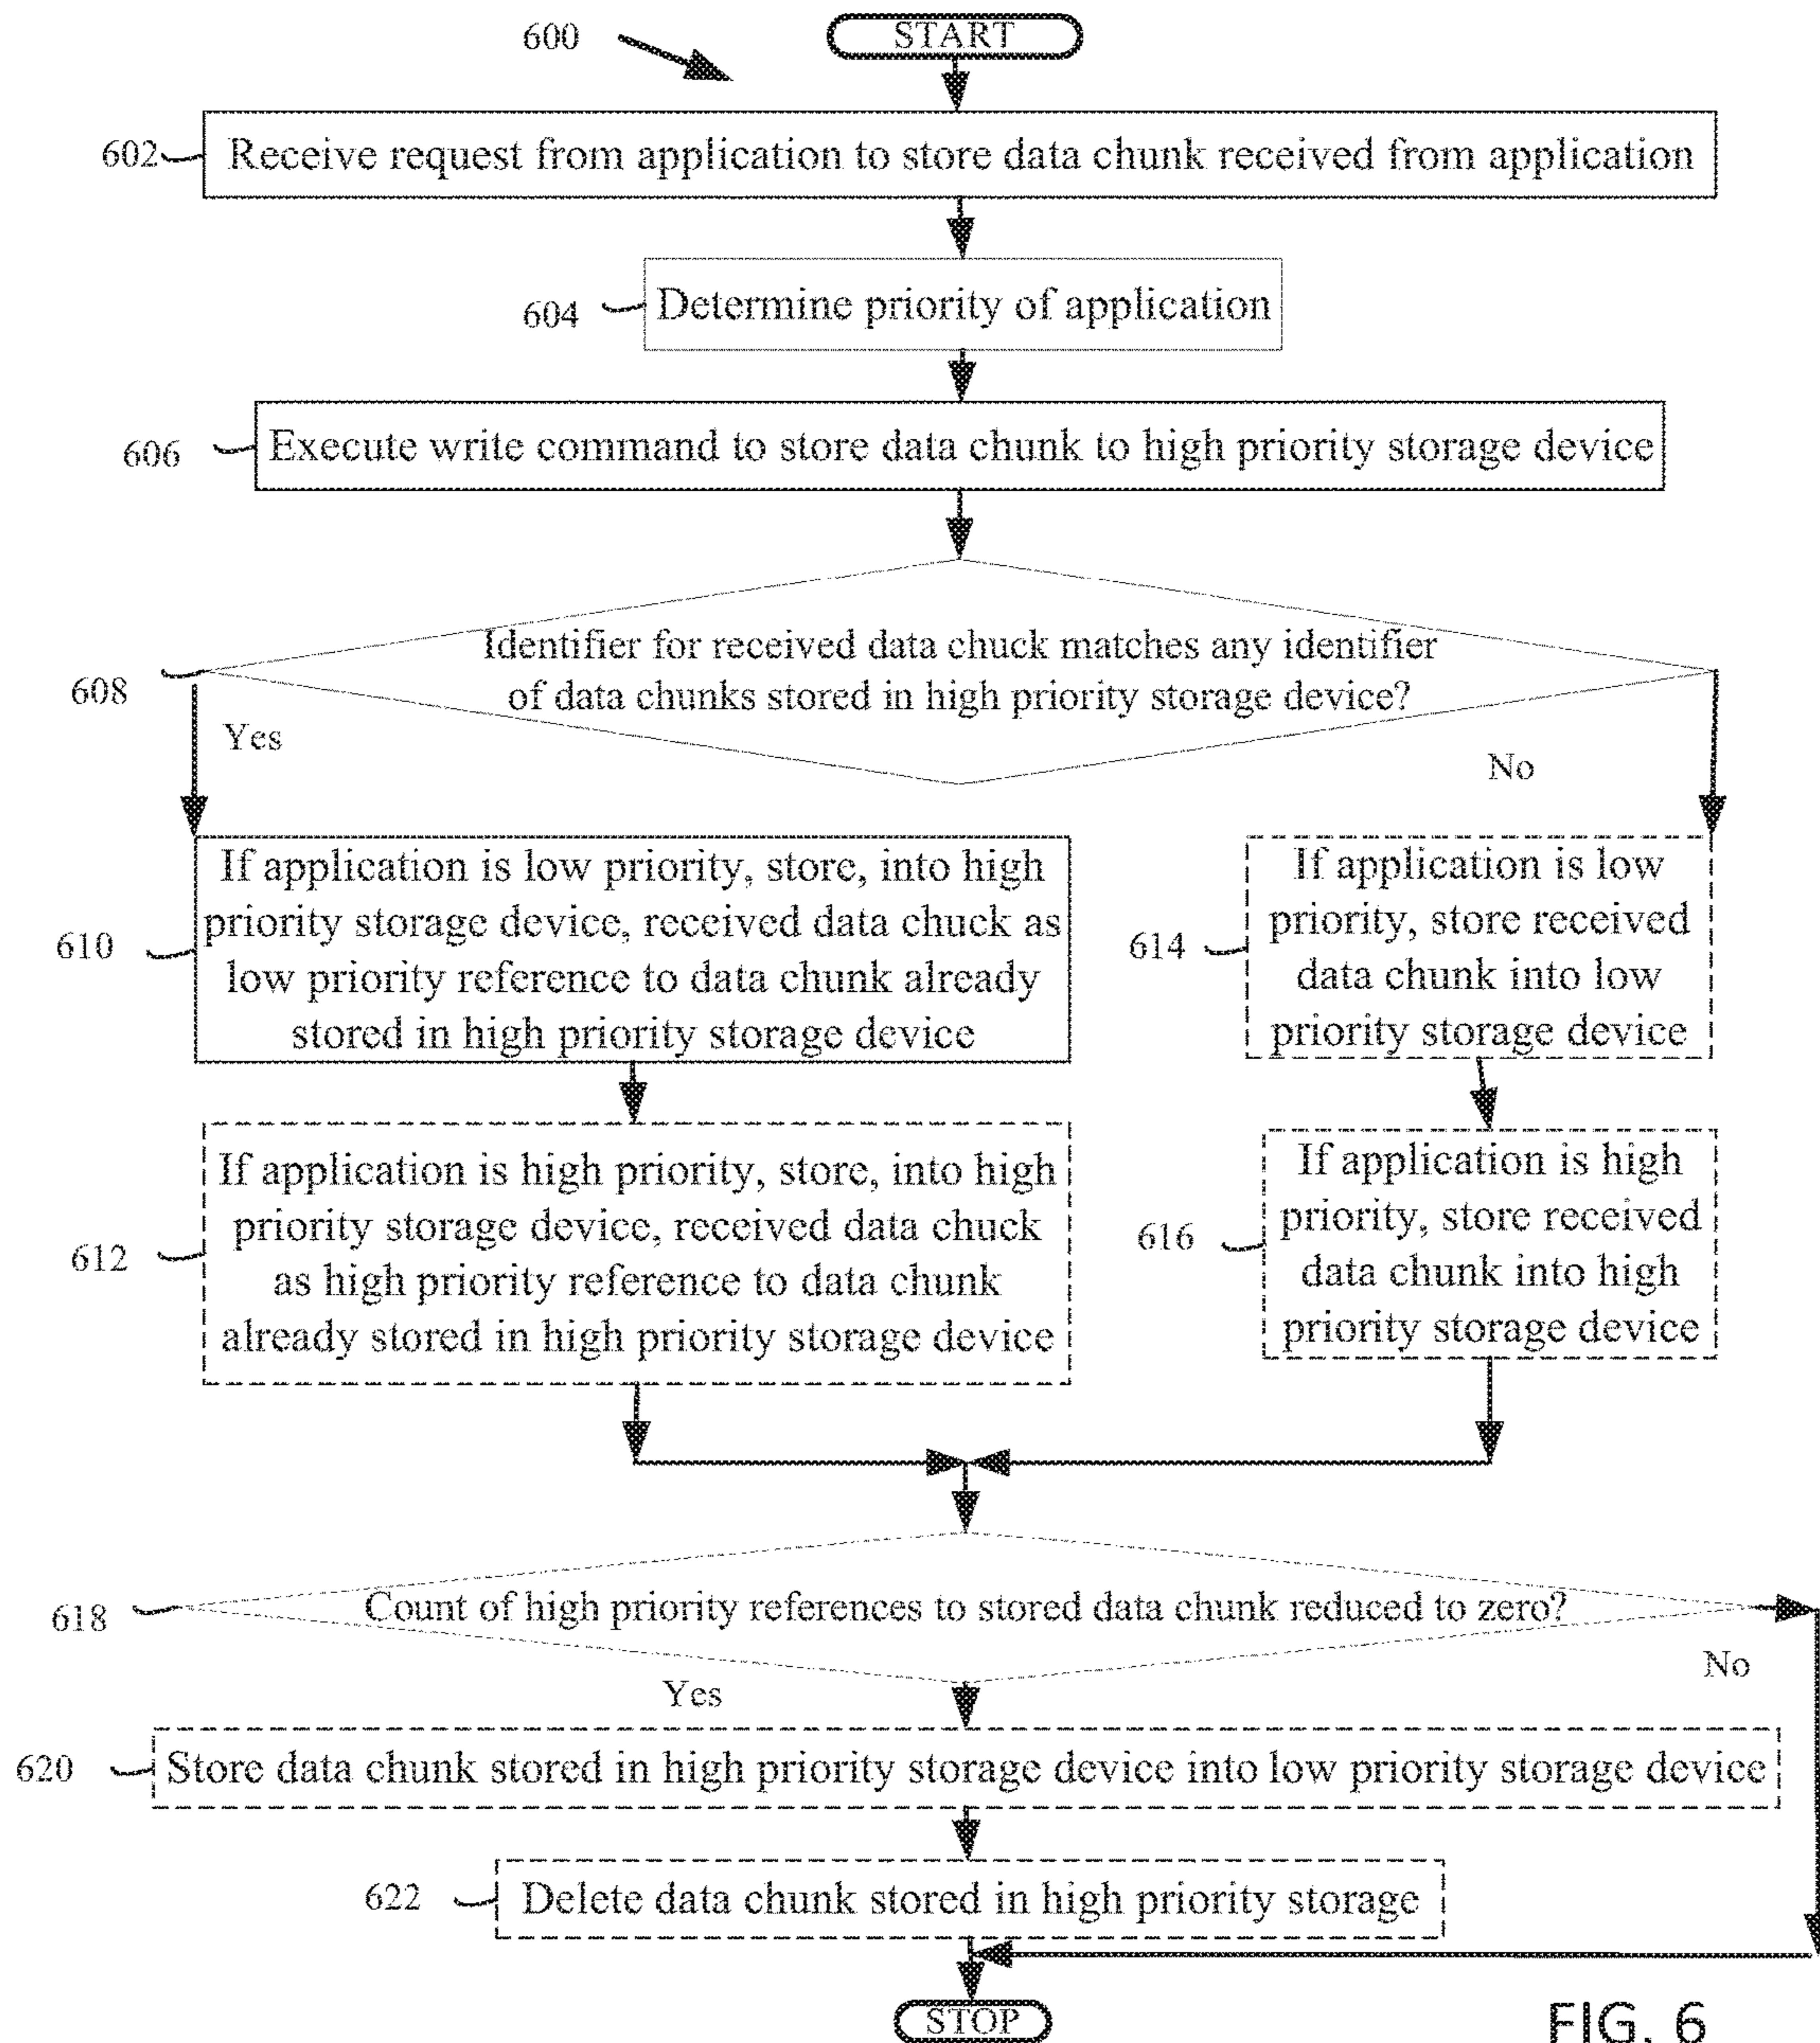 600
START
602
Receive request from application to store data chunk received from application
604
Determine priority of application
606
Execute write command to store data chunk to high priority storage device
608
Identifier for received data chuck matches any identifier
of data chunks stored in high priority storage device?
Yes
No
610
If application is low priority, store, into high
priority storage device, received data chuck as
low priority reference to data chunk already
stored in high priority storage device
614
If application is low
priority, store received
data chunk into low
priority storage device
612
If application is high priority, store, into high
priority storage device, received data chuck
as high priority reference to data chunk
already stored in high priority storage device
616
If application is high
priority, store received
data chunk into high
priority storage device
618
Count of high priority references to stored data chunk reduced to zero?
Yes
No
620
Store data chunk stored in high priority storage device into low priority storage device
622
Delete data chunk stored in high priority storage
STOP
FIG. 6